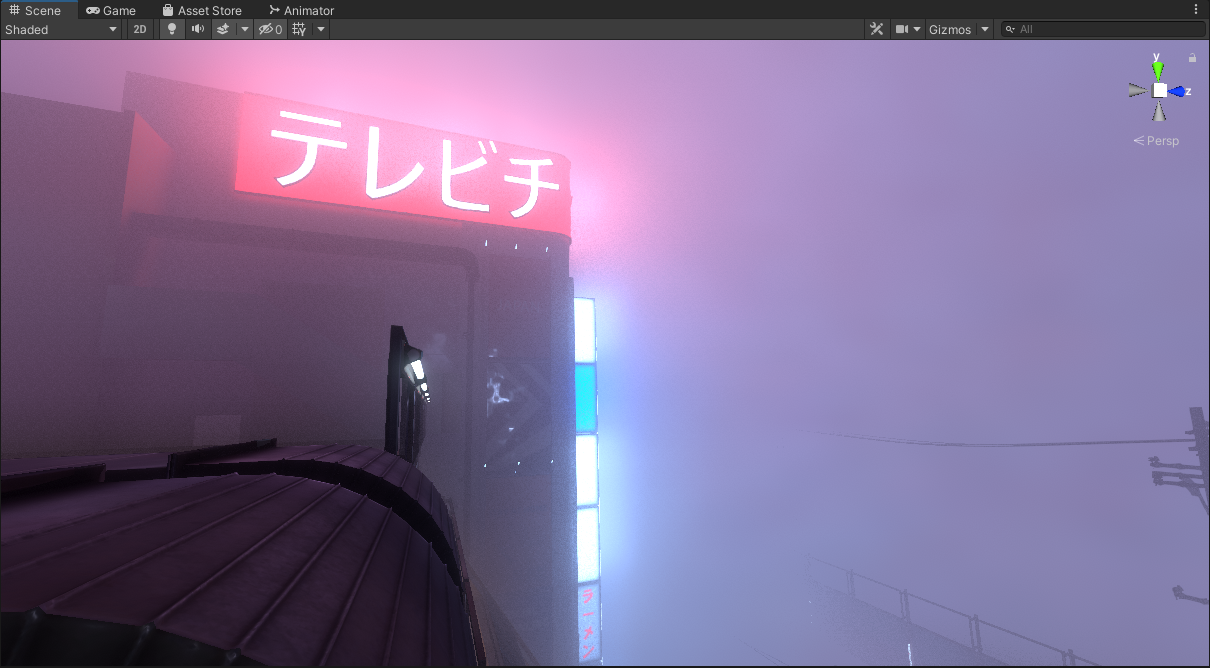 Scene Game Asset Store Animator
Shaded 2D 0 Gizmos All
y
z
Persp
テレビチ
ラーメン